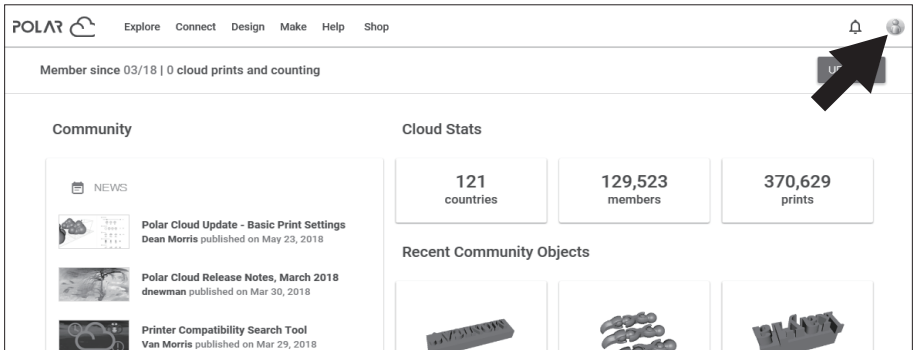 POLAR
Explore Connect Design Make Help Shop
Member since 03/18 | 0 cloud prints and counting
Community
Cloud Stats
NEWS
121
countries
129,523
members
370,629
prints
Polar Cloud Update - Basic Print Settings
Dean Morris published on May 23, 2018
Recent Community Objects
Polar Cloud Release Notes, March 2018
dnewman published on Mar 30, 2018
Printer Compatibility Search Tool
Van Morris published on Mar 29, 2018